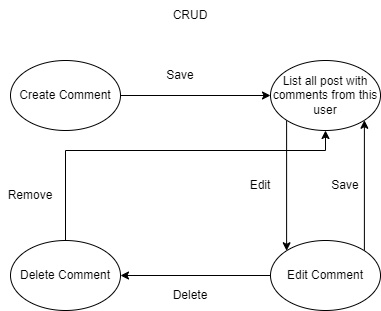 CRUD
Save
Create Comment
List all post with
comments from this
user
Edit
Save
Remove
Delete Comment
Edit Comment
Delete